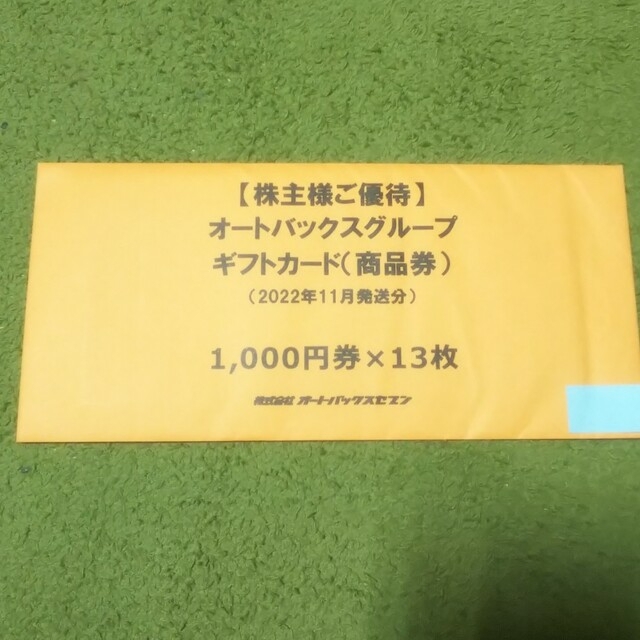 【株主様ご優待】
オートバックスグループ
ギフトカード（商品券）
（2022年11月発送分）
1,000円券×13枚
株式会社 オートバックスセブン